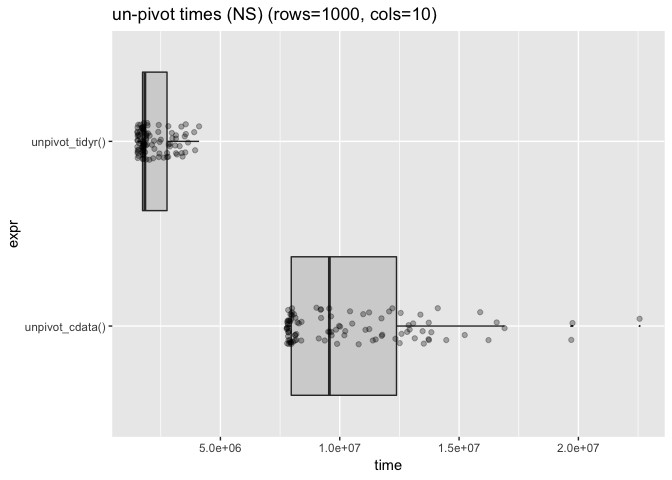 un-pivot times (NS) (rows=1000, cols=10)
unpivot_tidyr()
expr
unpivot_cdata()
5.0e+06 1.0e+07 1.5e+07 2.0e+07
time